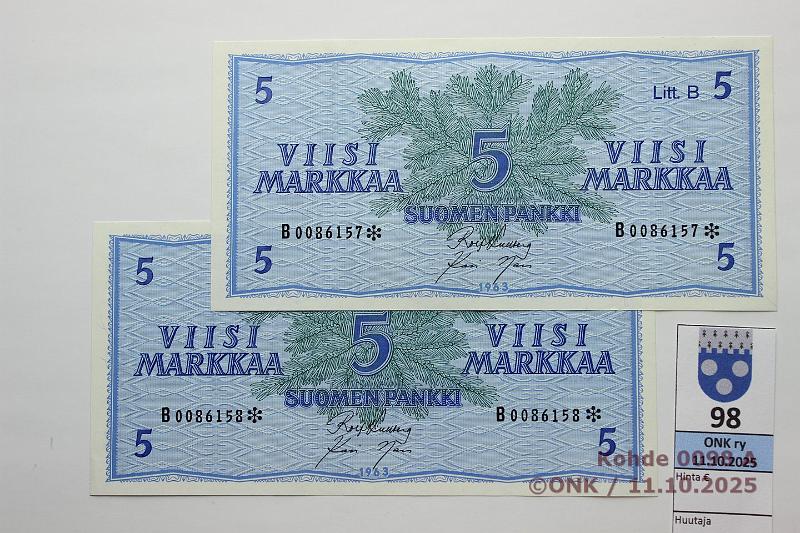 5 Litt. B 5
VIISI MARKKAA 5 VIISI MARKKAA
SUOMEN PANKKI
B0086157* B0086157*
5 5
1963
5
VIISI MARKKAA 5 VIISI MARKKAA
SUOMEN PANKKI
B0086158* B0086158*
5 5
1963
98
ONK ry
11.10.2025
Hinta €
Huutaja
Kohde 0098 A
©ONK / 11.10.2025